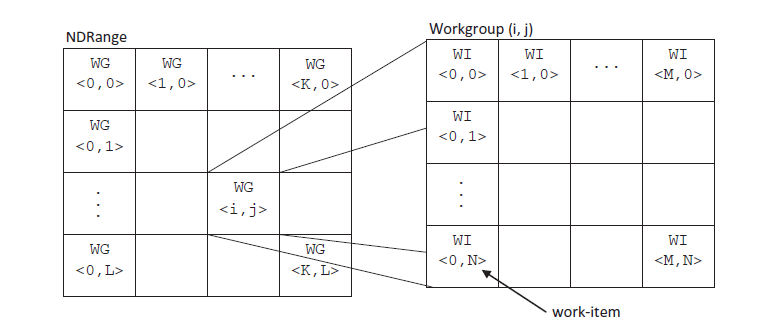 NDRange
Workgroup (i, j)
WG WG WG
<0,0> <1,0> ... <K,0>
WG
<0,1>
WG
<i,j>
WG WG
<0,L> <K,L>
WI WI WI
<0,0> <1,0> ... <M,0>
WI
<0,1>
WI WI
<0,N> <M,N>
work-item